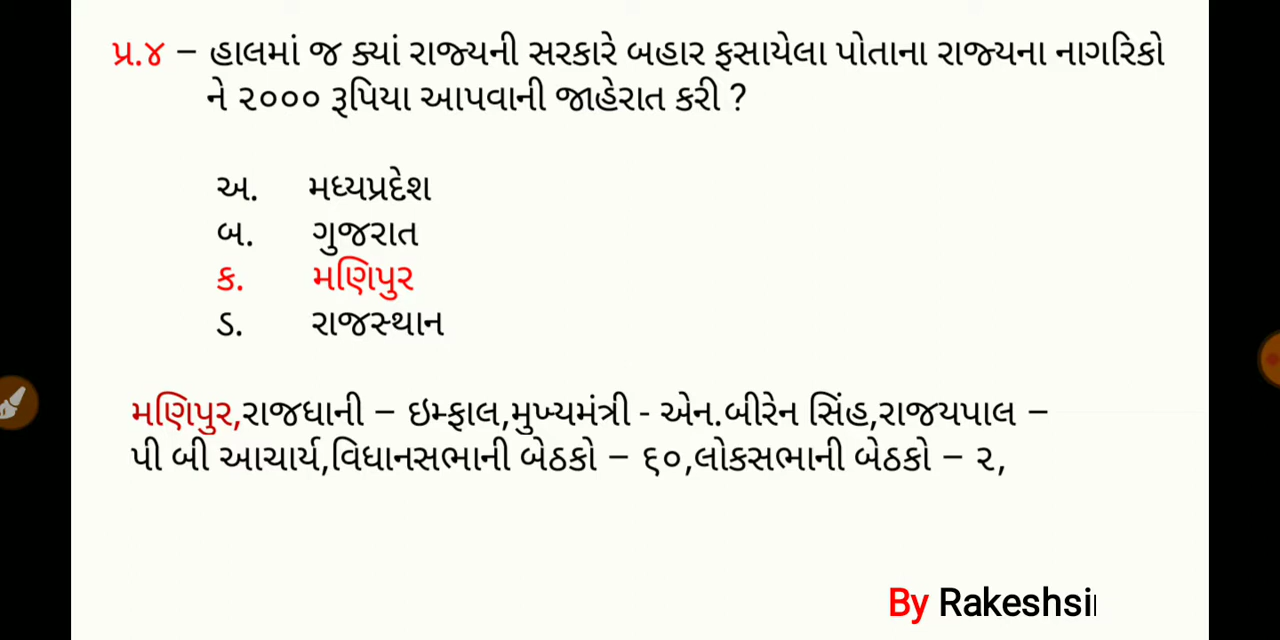 પ્ર.૪ – હાલમાં જ ક્યાં રાજ્યની સરકારે બહાર ફસાયેલા પોતાના રાજ્યના નાગરિકો
ને ૨૦૦૦ રૂપિયા આપવાની જાહેરાત કરી ?
અ. મધ્યપ્રદેશ
બ. ગુજરાત
ક. મણિપુર
ડ. રાજસ્થાન
મણિપુર,રાજધાની – ઇમ્ફાલ,મુખ્યમંત્રી - એન.બીરેન સિંહ,રાજયપાલ –
પી બી આચાર્ય,વિધાનસભાની બેઠકો – ૬૦,લોકસભાની બેઠકો – ૨,
By Rakeshsi